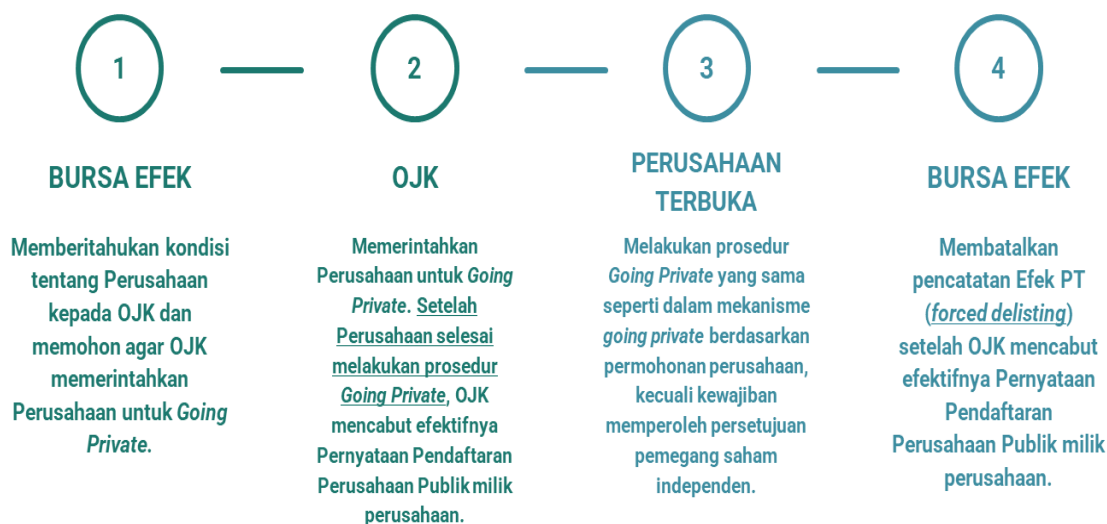 1
BURSA EFEK
Memberitahukan kondisi
tentang Perusahaan
kepada OJK dan
memohon agar OJK
memerintahkan
Perusahaan untuk Going
Private.
2
OJK
Memerintahkan
Perusahaan untuk Going
Private. Setelah
Perusahaan selesai
melakukan prosedur
Going Private, OJK
mencabut efektifnya
Pernyataan Pendaftaran
Perusahaan Publik milik
perusahaan.
3
PERUSAHAAN
TERBUKA
Melakukan prosedur
Going Private yang sama
seperti dalam mekanisme
going private berdasarkan
permohonan perusahaan,
kecuali kewajiban
memperoleh persetujuan
pemegang saham
independen.
4
BURSA EFEK
Membatalkan
pencatatan Efek PT
(forced delisting)
setelah OJK mencabut
efektifnya Pernyataan
Pendaftaran
Perusahaan Publik milik
perusahaan.